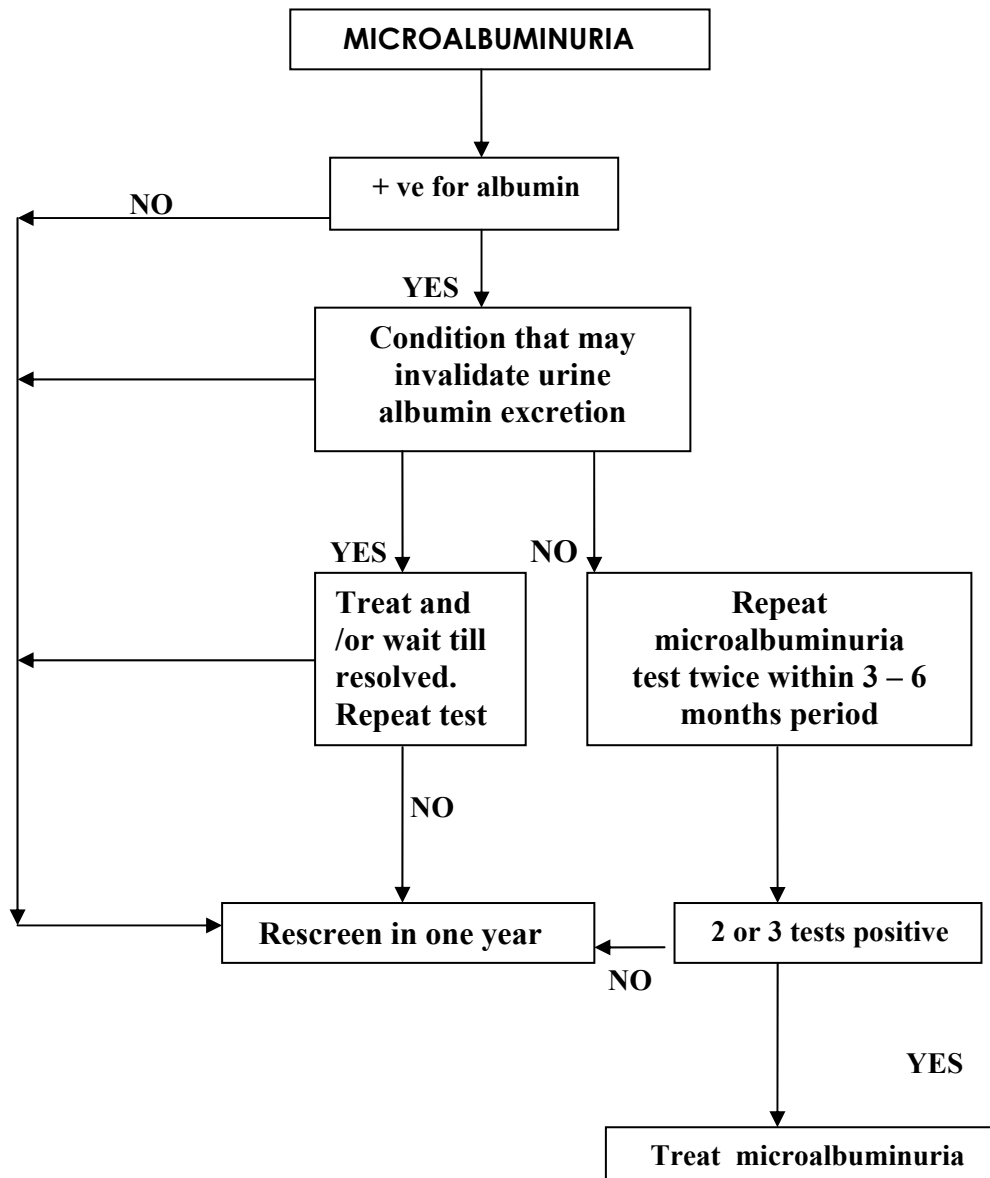 MICROALBUMINURIA
+ ve for albumin
NO
YES
Condition that may
invalidate urine
albumin excretion
YES
NO
Treat and
/or wait till
resolved.
Repeat test
Repeat
microalbuminuria
test twice within 3 – 6
months period
NO
Rescreen in one year
2 or 3 tests positive
NO
YES
Treat microalbuminuria